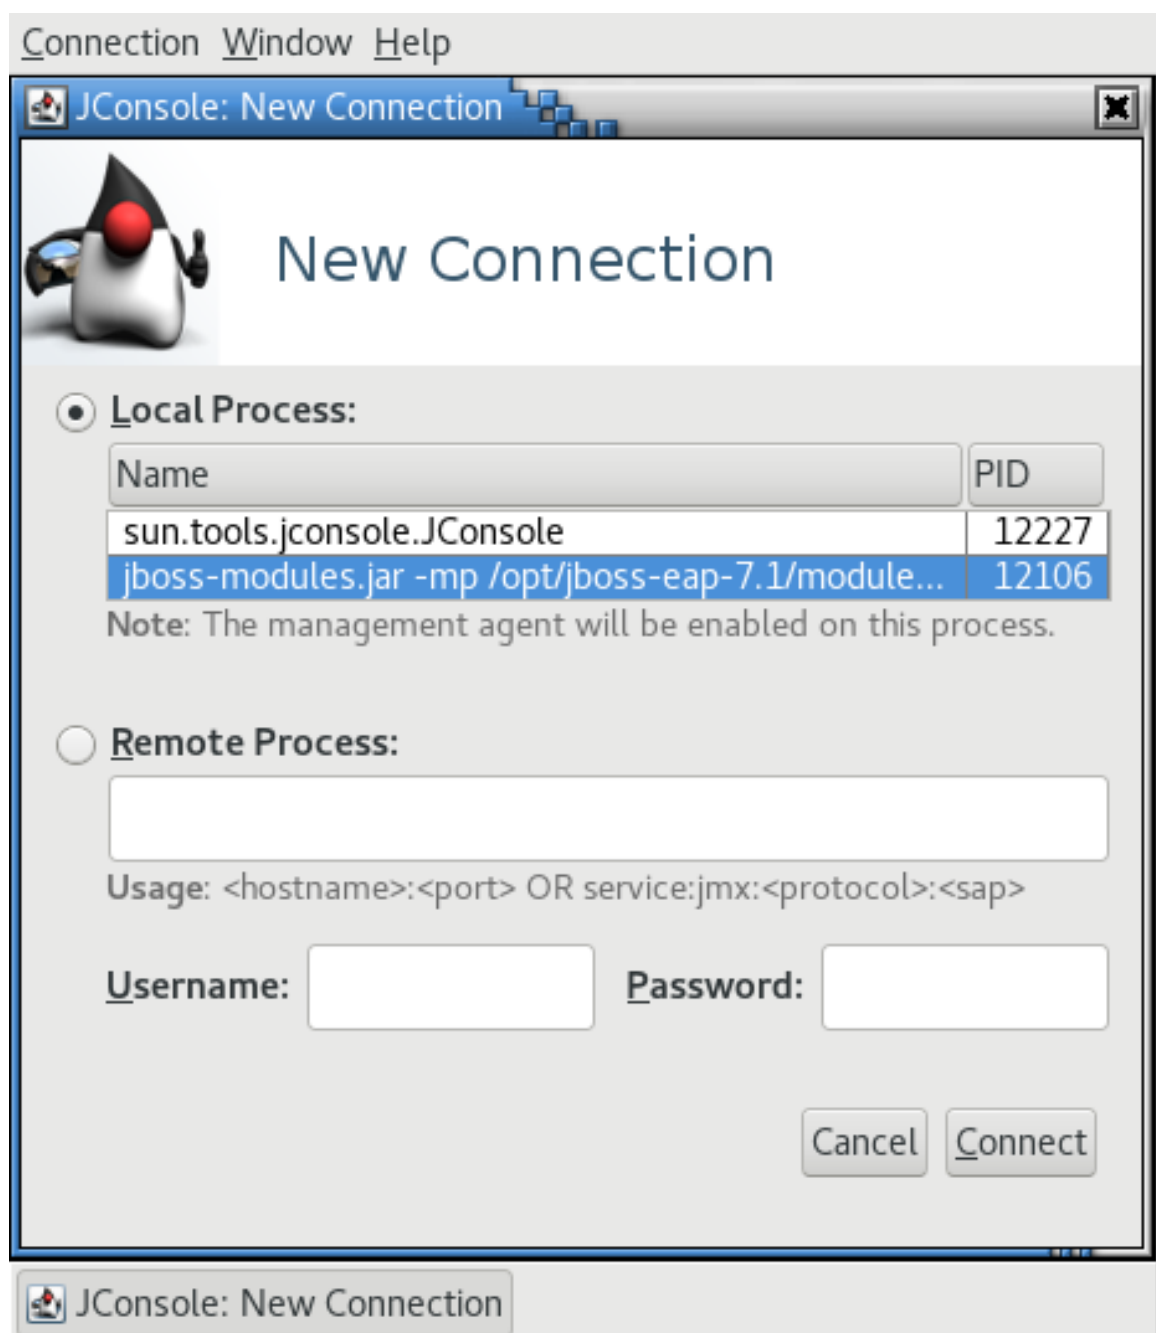 Connection Window Help
JConsole: New Connection
New Connection
Local Process:
Name PID
sun.tools.jconsole.JConsole 12227
jboss-modules.jar -mp /opt/jboss-eap-7.1/module... 12106
Note: The management agent will be enabled on this process.
Remote Process:
Usage: <hostname>:<port> OR service:jmx:<protocol>:<sap>
Username: Password:
Cancel Connect
JConsole: New Connection